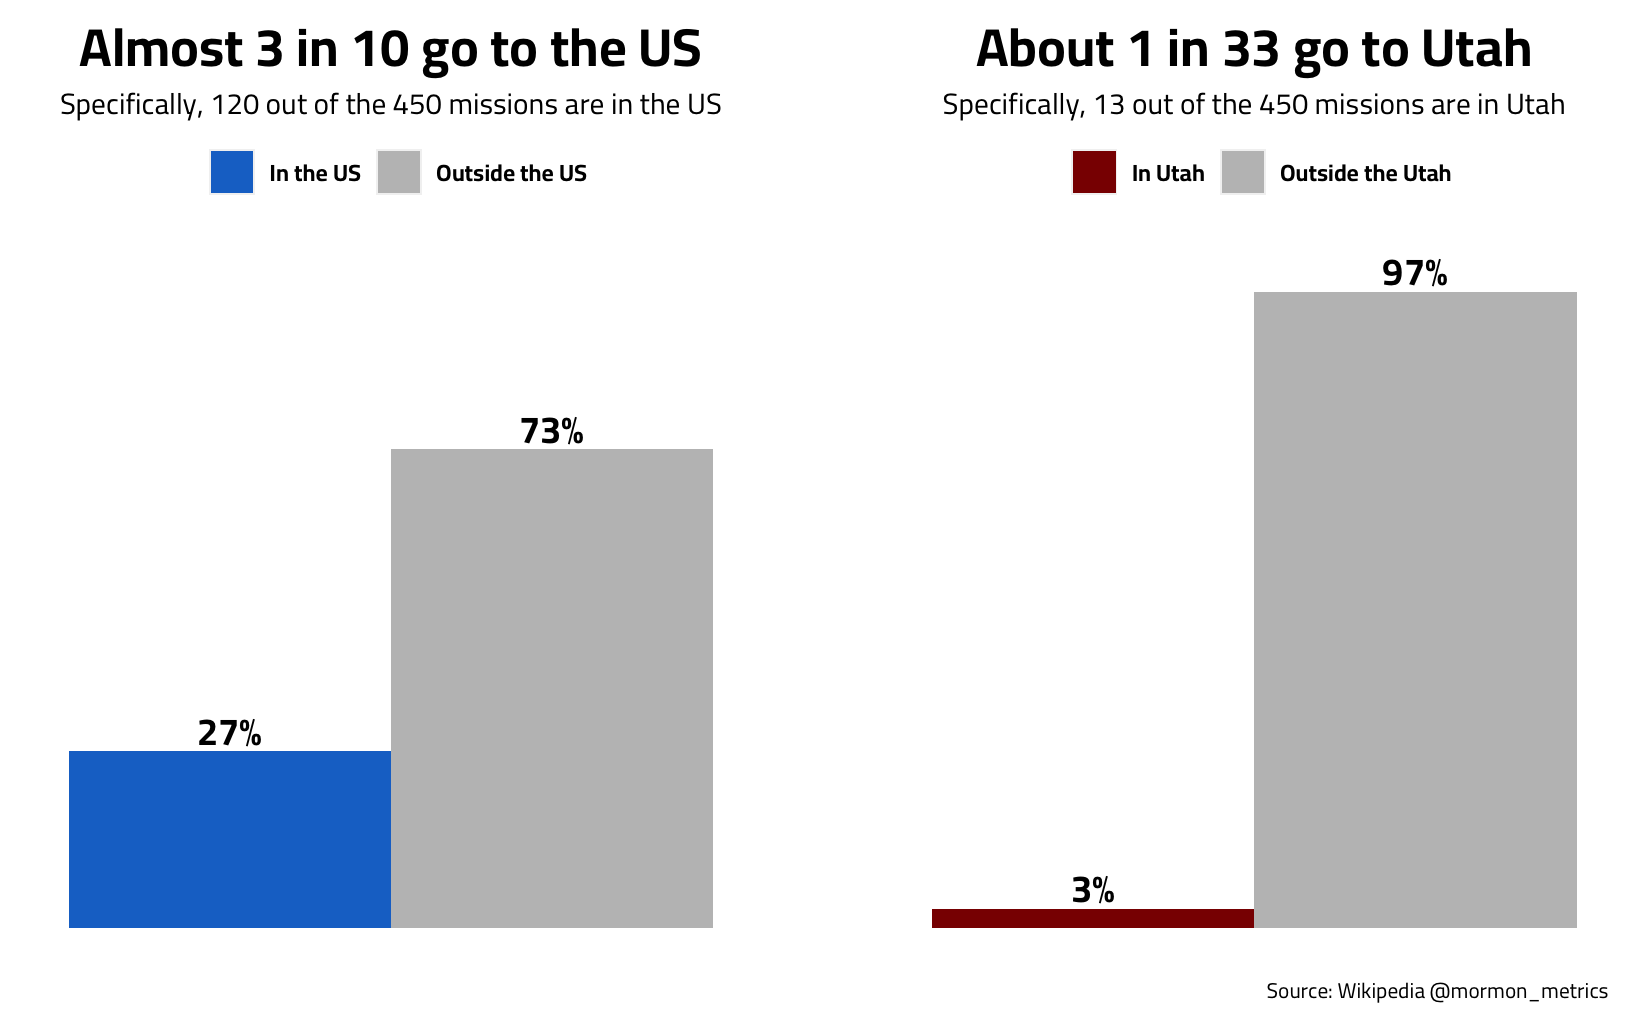 Almost 3 in 10 go to the US
Specifically, 120 out of the 450 missions are in the US
In the US
Outside the US
73%
27%
About 1 in 33 go to Utah
Specifically, 13 out of the 450 missions are in Utah
In Utah
Outside the Utah
97%
3%
Source: Wikipedia @mormon_metrics